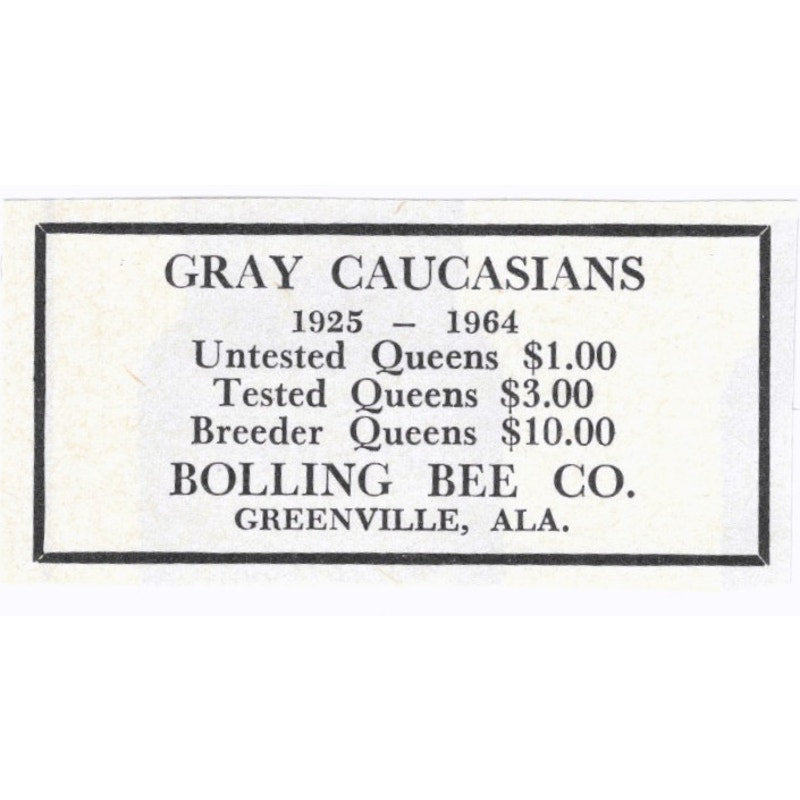 GRAY CAUCASIANS
1925 – 1964
Untested Queens $1.00
Tested Queens $3.00
Breeder Queens $10.00
BOLLING BEE CO.
GREENVILLE, ALA.